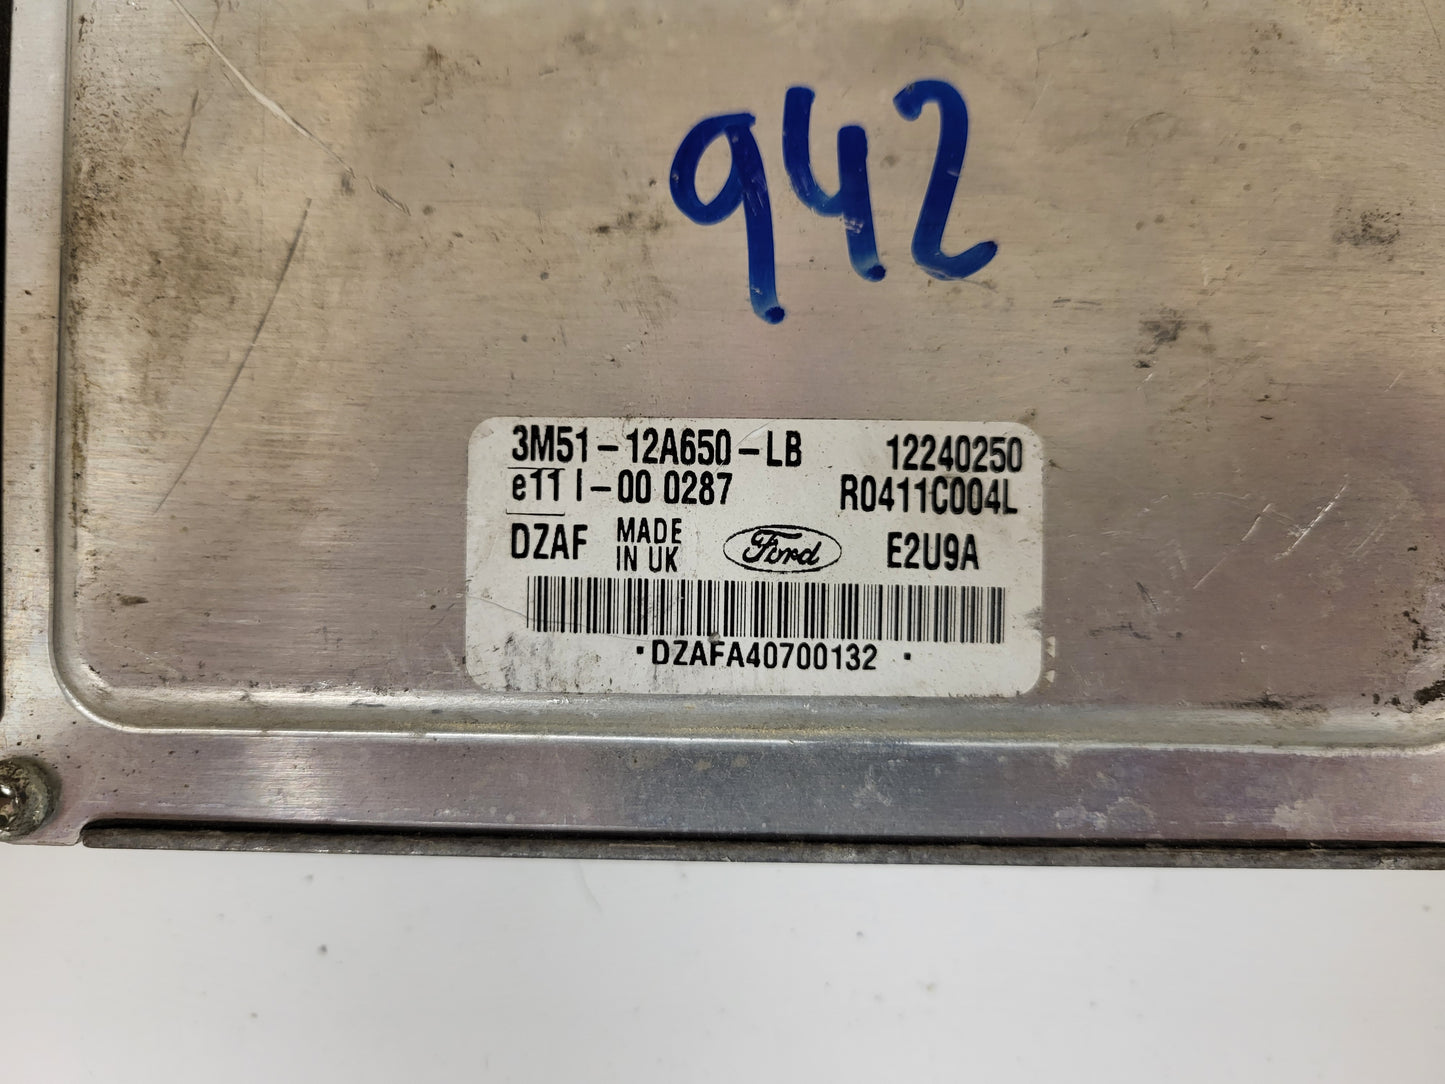 942
3M51-12A650-LB 12240250
e11 I-00 0287 R0411C004L
DZAF MADE IN UK Ford E2U9A
·DZAFA40700132 ·